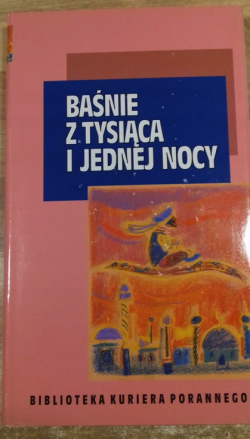 BAŚNIE
Z TYSIĄCA
I JEDNEJ NOCY
BIBLIOTEKA KURIERA PORANNEGO